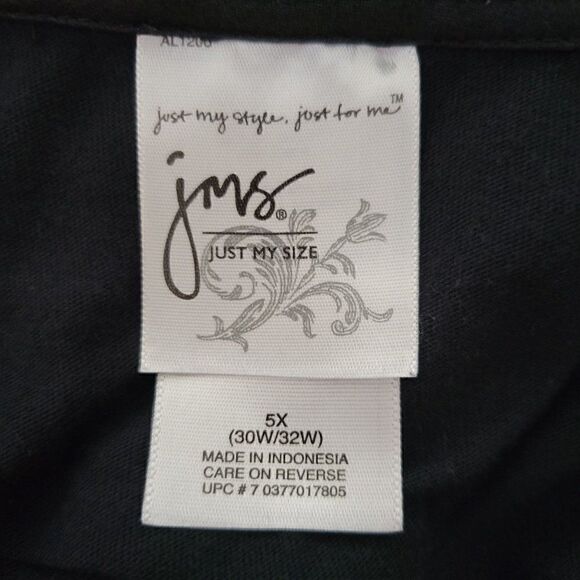 AL1200
just my style, just for me™
jms®
JUST MY SIZE
5X
(30W/32W)
MADE IN INDONESIA
CARE ON REVERSE
UPC # 7 0377017805